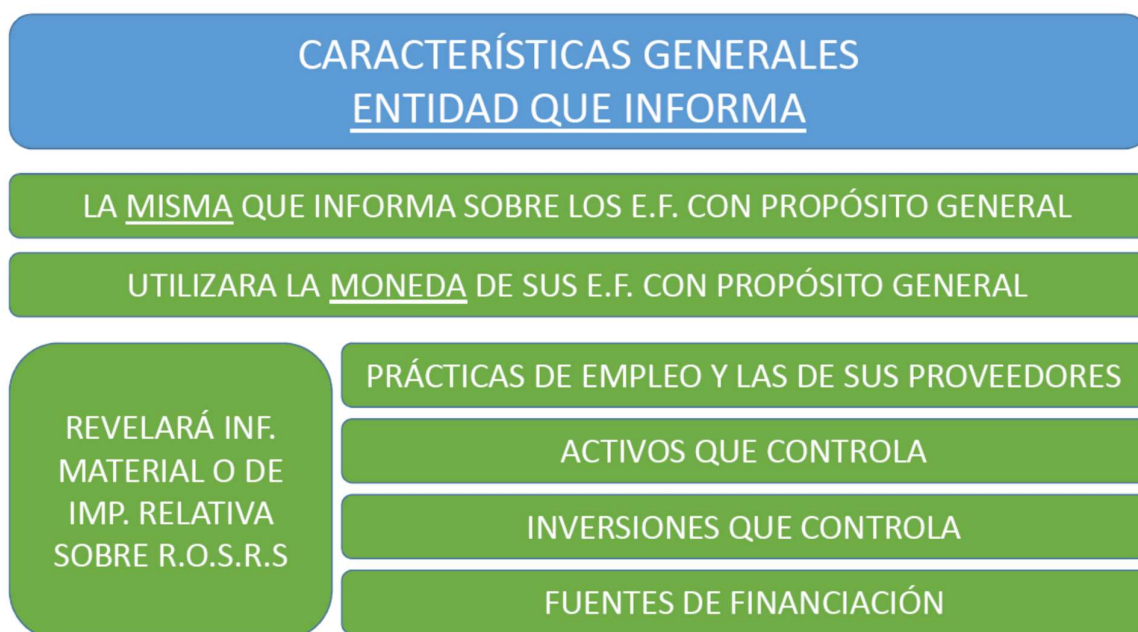 CARACTERÍSTICAS GENERALES
ENTIDAD QUE INFORMA
LA MISMA QUE INFORMA SOBRE LOS E.F. CON PROPÓSITO GENERAL
UTILIZARA LA MONEDA DE SUS E.F. CON PROPÓSITO GENERAL
REVELARÁ INF.
MATERIAL O DE
IMP. RELATIVA
SOBRE R.O.S.R.S
PRÁCTICAS DE EMPLEO Y LAS DE SUS PROVEEDORES
ACTIVOS QUE CONTROLA
INVERSIONES QUE CONTROLA
FUENTES DE FINANCIACIÓN